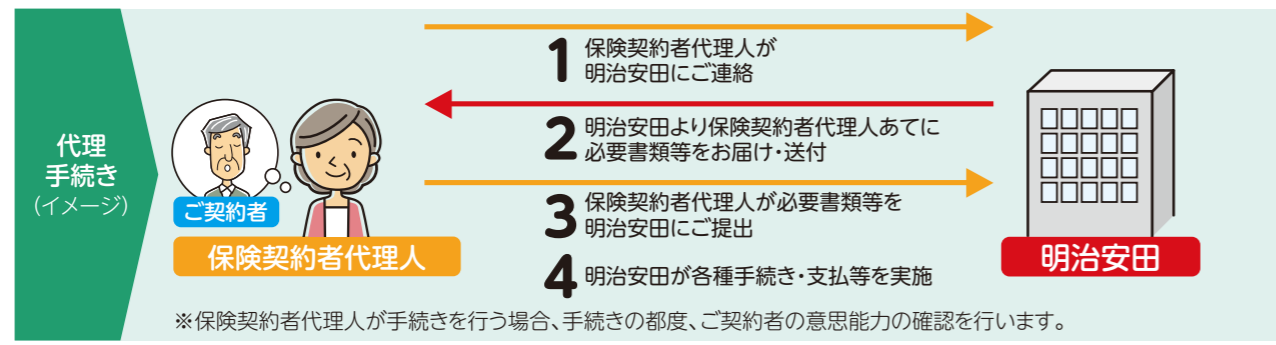 代理
手続き
(イメージ)
1 保険契約者代理人が
明治安田にご連絡
2 明治安田より保険契約者代理人あてに
必要書類等をお届け・送付
3 保険契約者代理人が必要書類等を
明治安田にご提出
4 明治安田が各種手続き・支払等を実施
ご契約者
保険契約者代理人
明治安田
※保険契約者代理人が手続きを行う場合、手続きの都度、ご契約者の意思能力の確認を行います。